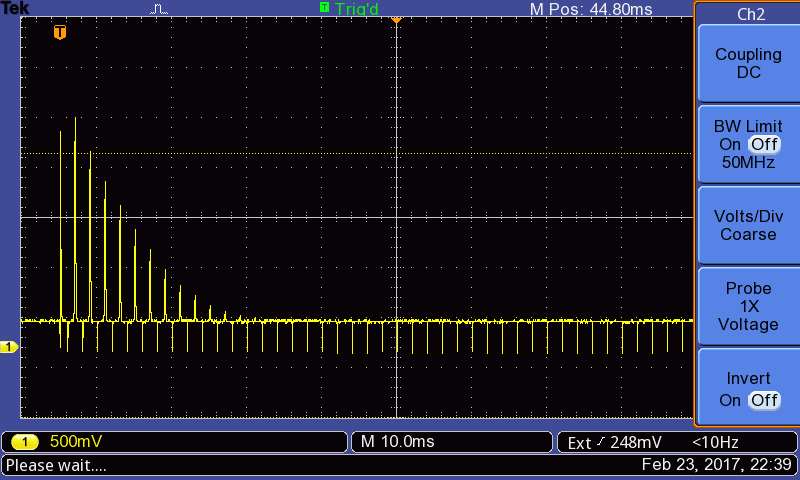 Tek T Trig'd M Pos: 44.80ms Ch2
T
Coupling
DC
BW Limit
On Off
50MHz
Volts/Div
Coarse
Probe
1X
Voltage
1
Invert
On Off
1 500mV M 10.0ms Ext 248mV <10Hz
Please wait.... Feb 23, 2017, 22:39